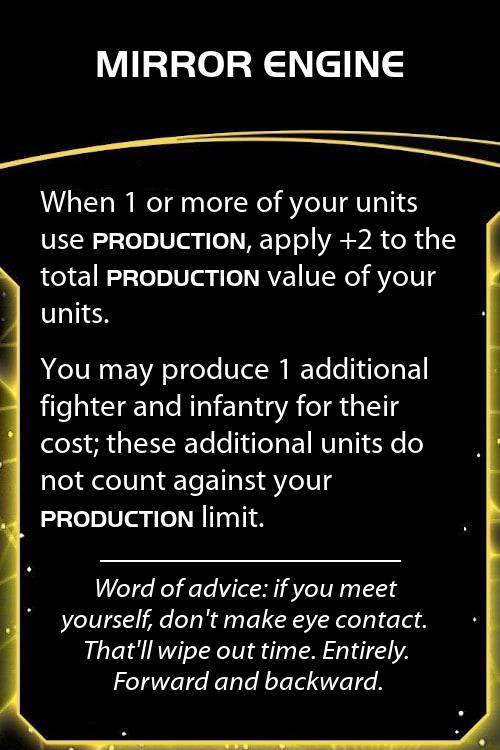 MIRROR ENGINE
When 1 or more of your units
use PRODUCTION, apply +2 to the
total PRODUCTION value of your
units.
You may produce 1 additional
fighter and infantry for their
cost; these additional units do
not count against your
PRODUCTION limit.
Word of advice: if you meet
yourself, don't make eye contact.
That'll wipe out time. Entirely.
Forward and backward.